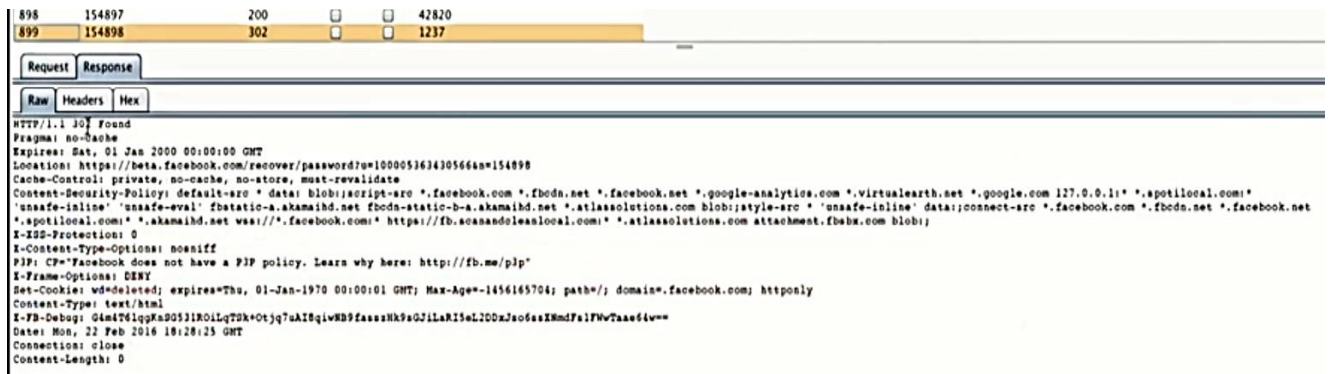 898 154897 200 42820
899 154898 302 1237
Request Response
Raw Headers Hex
HTTP/1.1 302 Found
Pragma: no-cache
Expires: Sat, 01 Jan 2000 00:00:00 GMT
Location: https://beta.facebook.com/recover/password?u=100005363430566&n=154898
Cache-Control: private, no-cache, no-store, must-revalidate
Content-Security-Policy: default-src * data: blob:;script-src *.facebook.com *.fbcdn.net *.facebook.net *.google-analytics.com *.virtualearth.net *.google.com 127.0.0.1:* *.spotilocal.com:*
'unsafe-inline' 'unsafe-eval' fbstatic-a.akamaihd.net fbcdn-static-b-a.akamaihd.net *.atlassolutions.com blob:;style-src * 'unsafe-inline' data:;connect-src *.facebook.com *.fbcdn.net *.facebook.net
*.spotilocal.com:* *.akamaihd.net wss://*.facebook.com:* https://fb.scanandcleanlocal.com:* *.atlassolutions.com attachment.fbsbx.com blob:;
X-XSS-Protection: 0
X-Content-Type-Options: nosniff
P3P: CP="Facebook does not have a P3P policy. Learn why here: http://fb.me/p3p"
X-Frame-Options: DENY
Set-Cookie: wd=deleted; expires=Thu, 01-Jan-1970 00:00:01 GMT; Max-Age=-1456165704; path=/; domain=.facebook.com; httponly
Content-Type: text/html
X-FB-Debug:
Date: Mon, 22 Feb 2016 18:28:25 GMT
Connection: close
Content-Length: 0